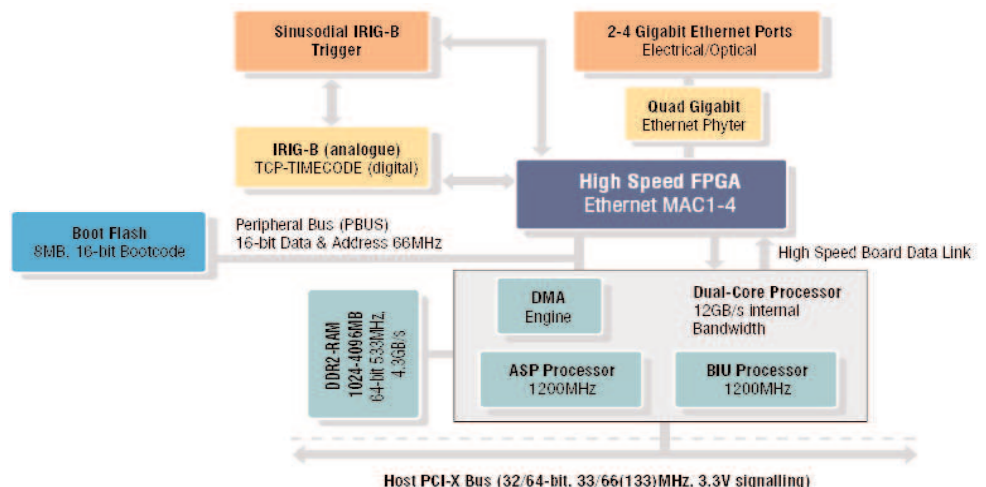 Sinusodial IRIG-B
Trigger
2-4 Gigabit Ethernet Ports
Electrical/Optical
Quad Gigabit
Ethernet Phyter
IRIG-B (analogue)
TCP-TIMECODE (digital)
High Speed FPGA
Ethernet MAC1-4
Boot Flash
8MB, 16-bit Bootcode
Peripheral Bus (PBUS)
16-bit Data & Address 66MHz
High Speed Board Data Link
DDR2-RAM
1024-4096MB
64-bit 533MHz,
4.3GB/s
DMA
Engine
Dual-Core Processor
12GB/s internal
Bandwidth
ASP Processor
1200MHz
BIU Processor
1200MHz
Host PCI-X Bus (32/64-bit, 33/66(133)MHz, 3.3V signalling)